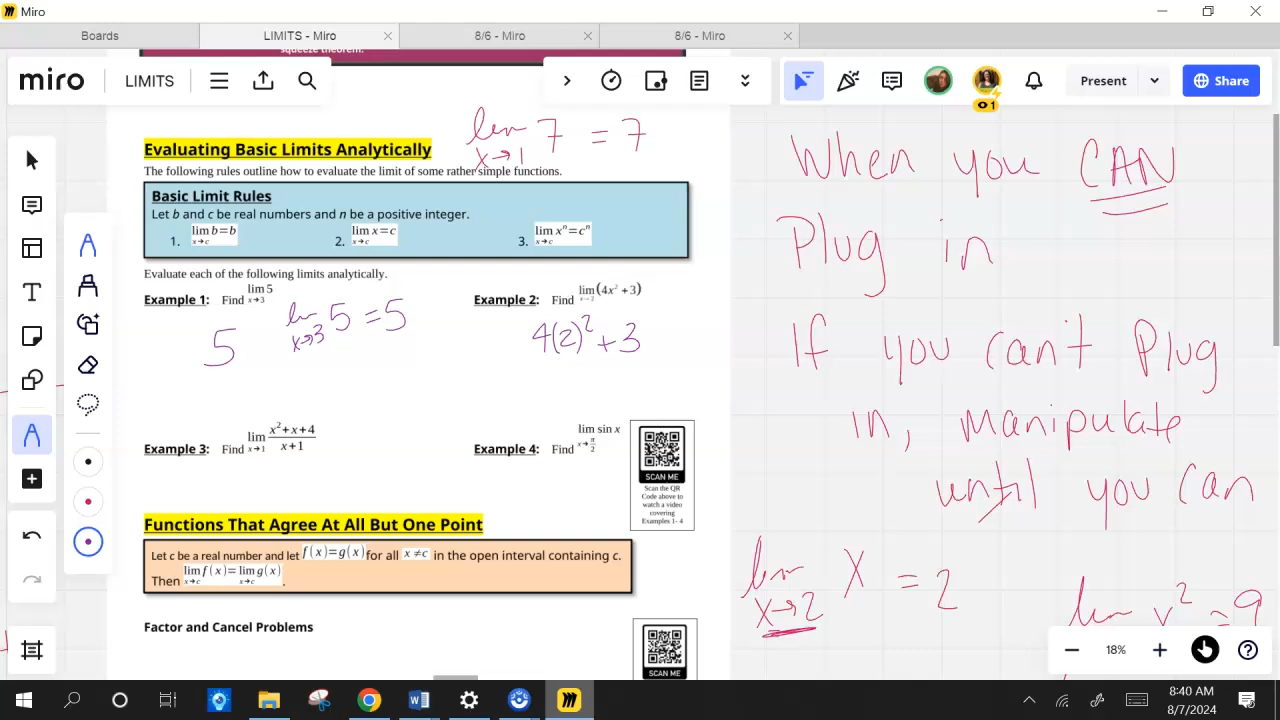 Miro
Boards
LIMITS - Miro
8/6 - Miro
8/6 - Miro
squeeze theorem.
miro
LIMITS
Present
Share
1
lim x→1 7 = 7
Evaluating Basic Limits Analytically
The following rules outline how to evaluate the limit of some rather simple functions.
Basic Limit Rules
Let b and c be real numbers and n be a positive integer.
1. lim x→c b=b
2. lim x→c x=c
3. lim x→c xⁿ=cⁿ
Evaluate each of the following limits analytically.
Example 1: Find lim x→3 5
Example 2: Find lim x→2 (4x²+3)
5
lim x→3 5 = 5
4(2)² + 3
Example 3: Find lim x→1 x²+x+4 / x+1
Example 4: Find lim x→π/2 sin x
SCAN ME
Scan the QR
Code above to
watch a video
covering
Examples 1- 4
Functions That Agree At All But One Point
Let c be a real number and let f(x)=g(x) for all x≠c in the open interval containing c.
Then lim x→c f(x)=lim x→c g(x).
Factor and Cancel Problems
SCAN ME
When you CAN
Plug in
If you can't Plug
in, manipulate
until you can
lim x→2 x = 2
lim x² = 9
18%
8:40 AM
8/7/2024